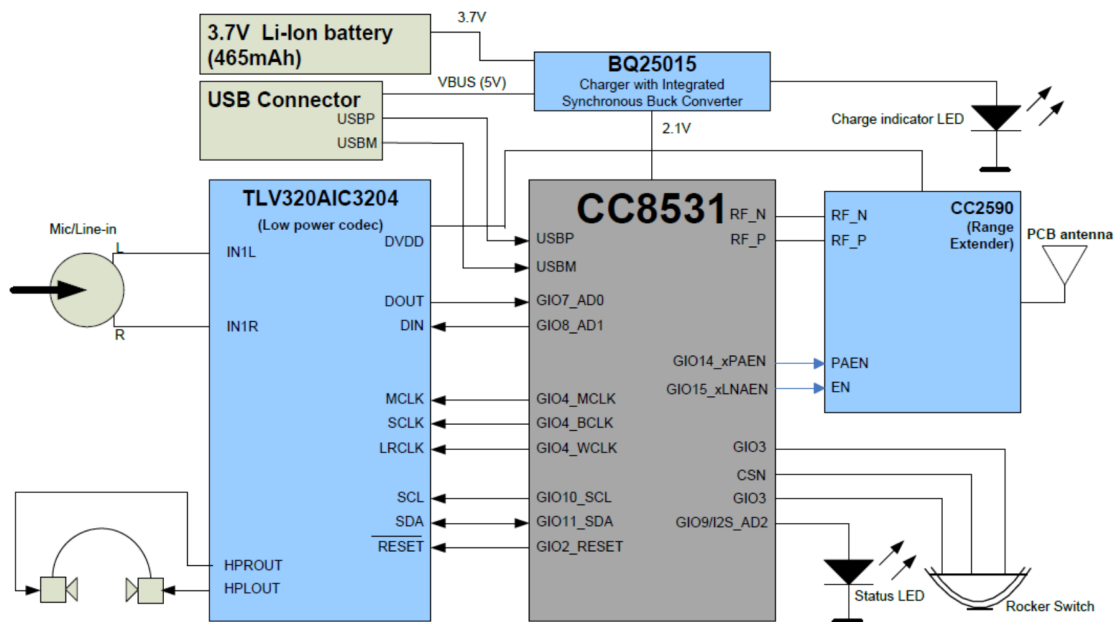 3.7V Li-Ion battery
(465mAh)
3.7V
BQ25015
Charger with Integrated
Synchronous Buck Converter
VBUS (5V)
USB Connector
USBP
USBM
2.1V
Charge indicator LED
TLV320AIC3204
(Low power codec)
DVDD
Mic/Line-in
L
R
IN1L
IN1R
DOUT
DIN
MCLK
SCLK
LRCLK
SCL
SDA
RESET
HPROUT
HPLOUT
CC8531
USBP
USBM
GIO7_AD0
GIO8_AD1
GIO4_MCLK
GIO4_BCLK
GIO4_WCLK
GIO10_SCL
GIO11_SDA
GIO2_RESET
RF_N
RF_P
GIO14_xPAEN
GIO15_xLNAEN
GIO3
CSN
GIO3
GIO9/I2S_AD2
CC2590
(Range
Extender)
RF_N
RF_P
PAEN
EN
PCB antenna
Status LED
Rocker Switch